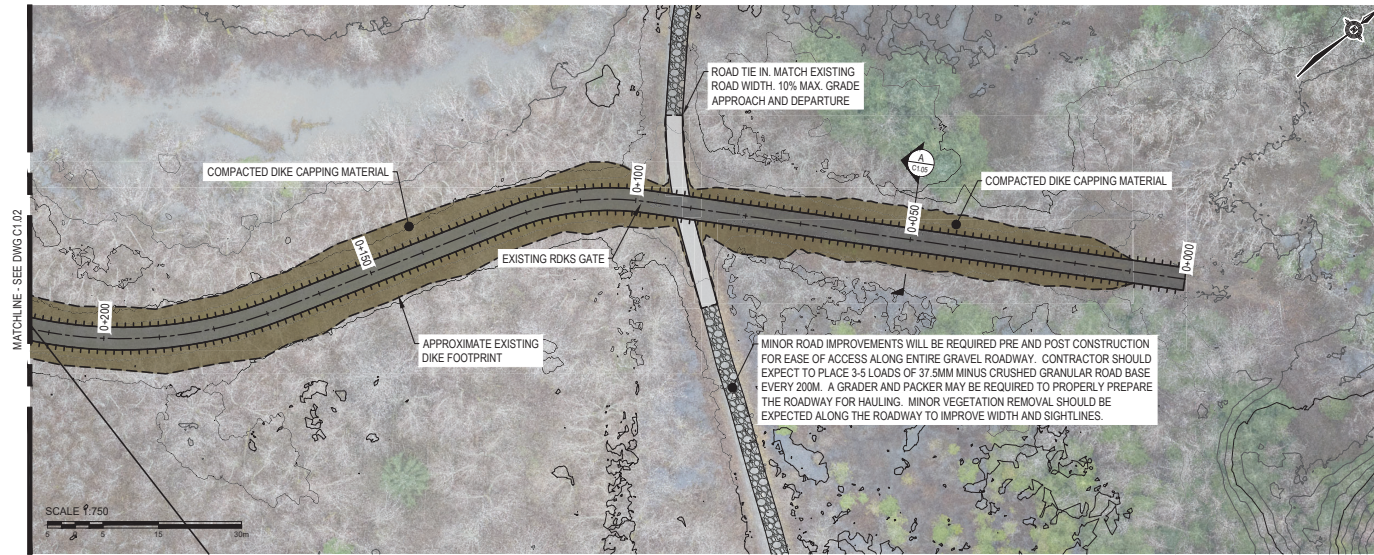 ROAD TIE IN. MATCH EXISTING
ROAD WIDTH. 10% MAX. GRADE
APPROACH AND DEPARTURE
COMPACTED DIKE CAPPING MATERIAL
A
C1.05
COMPACTED DIKE CAPPING MATERIAL
0+100
0+050
0+150
EXISTING RDKS GATE
0+000
MATCHLINE - SEE DWG C1.02
0+200
APPROXIMATE EXISTING
DIKE FOOTPRINT
MINOR ROAD IMPROVEMENTS WILL BE REQUIRED PRE AND POST CONSTRUCTION
FOR EASE OF ACCESS ALONG ENTIRE GRAVEL ROADWAY. CONTRACTOR SHOULD
EXPECT TO PLACE 3-5 LOADS OF 37.5MM MINUS CRUSHED GRANULAR ROAD BASE
EVERY 200M. A GRADER AND PACKER MAY BE REQUIRED TO PROPERLY PREPARE
THE ROADWAY FOR HAULING. MINOR VEGETATION REMOVAL SHOULD BE
EXPECTED ALONG THE ROADWAY TO IMPROVE WIDTH AND SIGHTLINES.
SCALE 1:750
5 0 5 15 30m